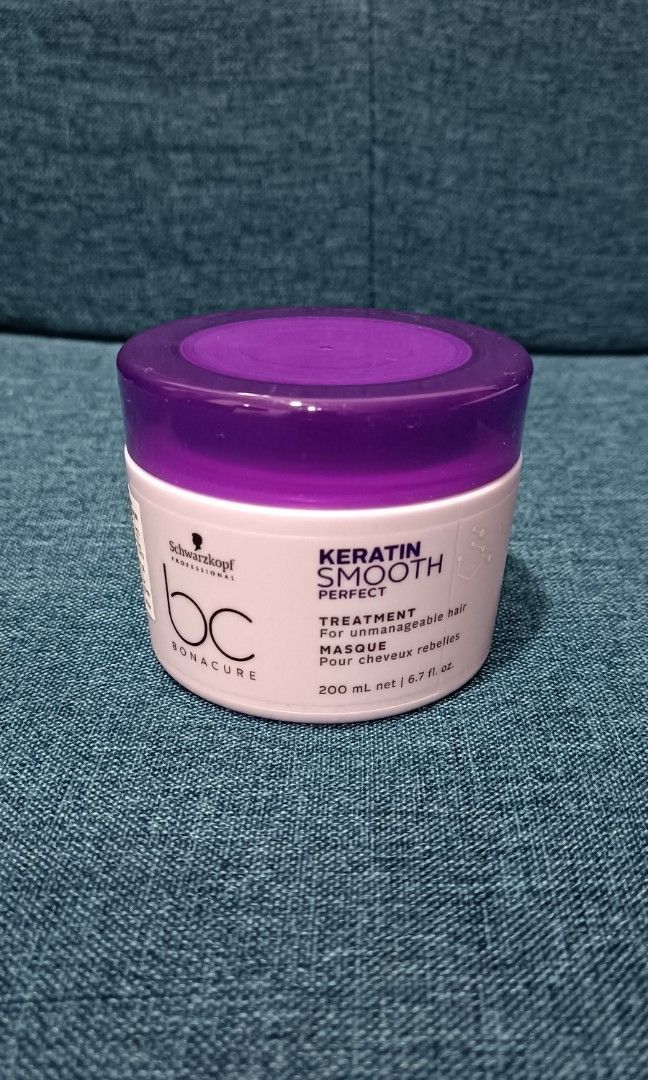 Schwarzkopf
PROFESSIONAL
bc
BONACURE
KERATIN
SMOOTH
PERFECT
TREATMENT
For unmanageable hair
MASQUE
Pour cheveux rebelles
200 mL net | 6.7 fl. oz.